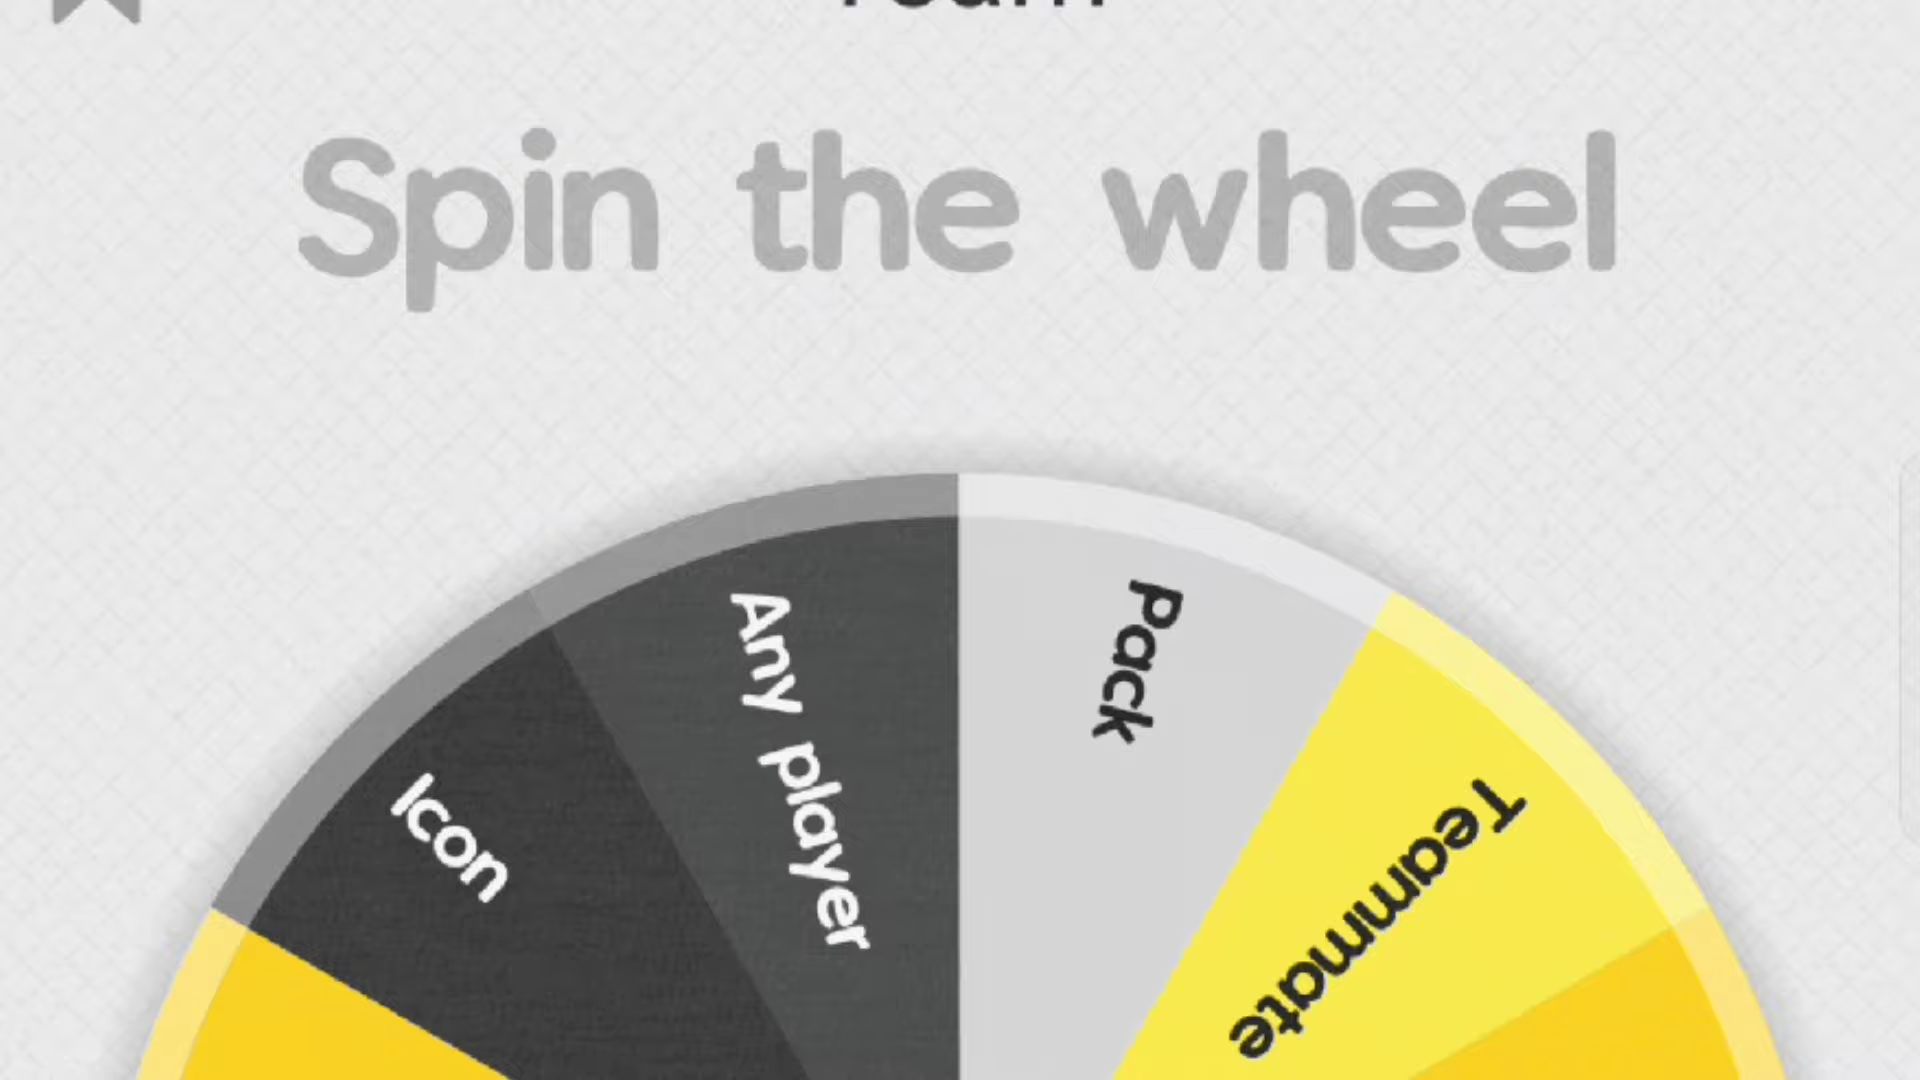 Spin the wheel
Icon
Any player
Pack
Teammate